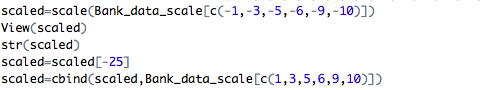 scaled=scale(Bank_data_scale[c(-1,-3,-5,-6,-9,-10)])
View(scaled)
str(scaled)
scaled=scaled[-25]
scaled=cbind(scaled,Bank_data_scale[c(1,3,5,6,9,10)])